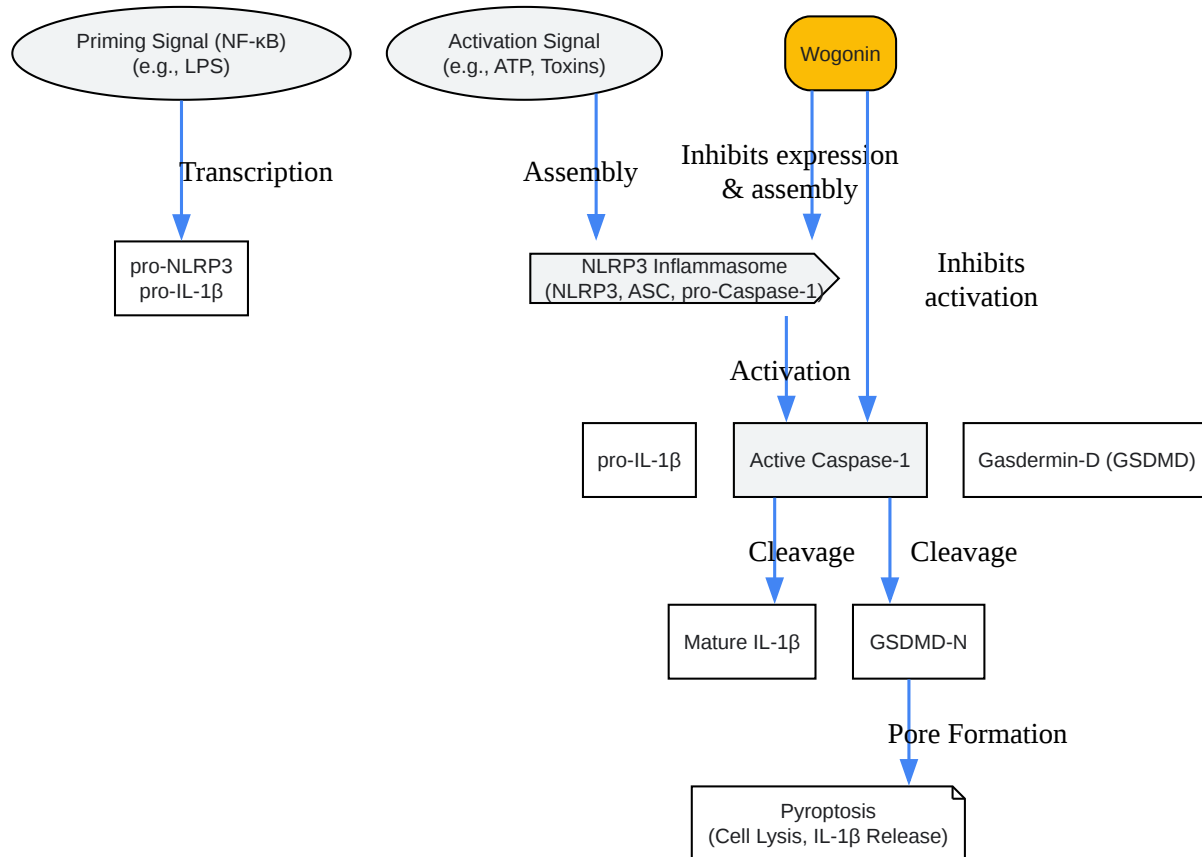 Priming Signal (NF-κB)
(e.g., LPS)
Activation Signal
(e.g., ATP, Toxins)
Wogonin
Transcription
Assembly
Inhibits expression
& assembly
pro-NLRP3
pro-IL-1β
NLRP3 Inflammasome
(NLRP3, ASC, pro-Caspase-1)
Inhibits
activation
Activation
pro-IL-1β
Active Caspase-1
Gasdermin-D (GSDMD)
Cleavage
Cleavage
Mature IL-1β
GSDMD-N
Pore Formation
Pyroptosis
(Cell Lysis, IL-1β Release)